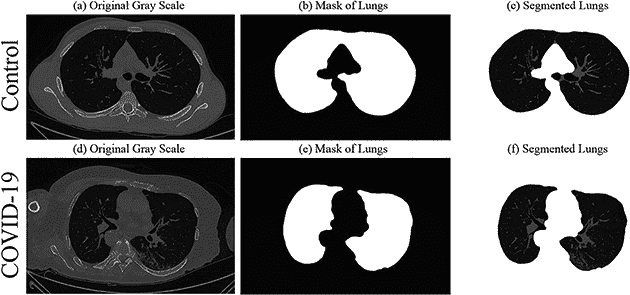 (a) Original Gray Scale
(b) Mask of Lungs
(c) Segmented Lungs
Control
(d) Original Gray Scale
(e) Mask of Lungs
(f) Segmented Lungs
COVID-19